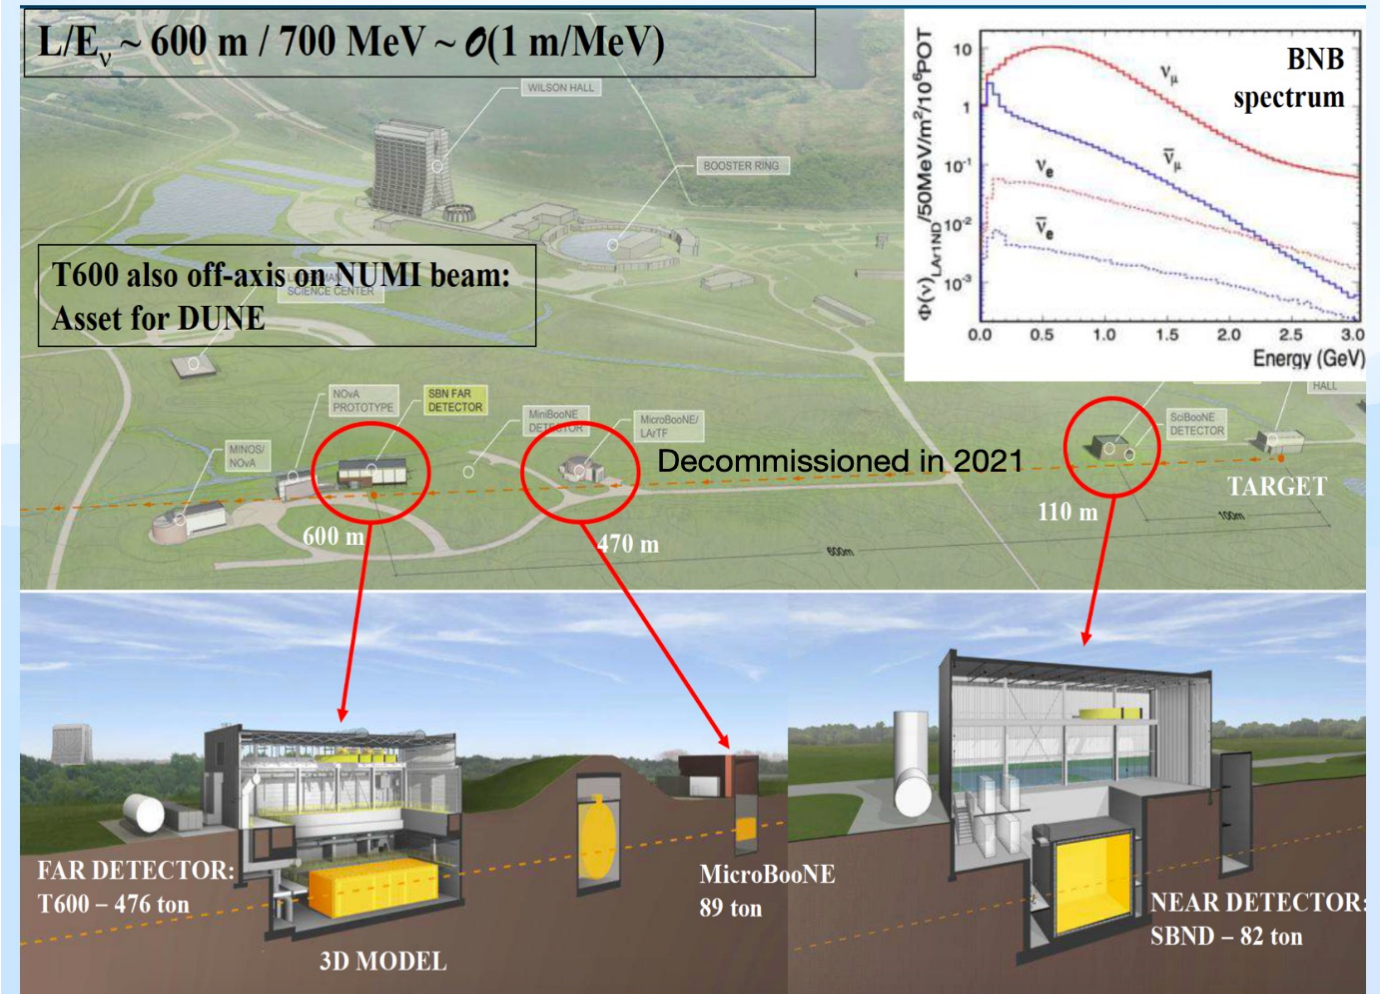 L/Eν ~ 600 m / 700 MeV ~ O(1 m/MeV)
WILSON HALL
BOOSTER RING
BNB
spectrum
Φ(ν)LAr1ND/50MeV/m²/10⁶POT
10
1
10⁻¹
10⁻²
10⁻³
νμ
ν̄μ
νe
ν̄e
0.0 0.5 1.0 1.5 2.0 2.5 3.0
Energy (GeV)
T600 also off-axis on NUMI beam:
SCIENCE CENTER
Asset for DUNE
NOvA
PROTOTYPE
SBN FAR
DETECTOR
MiniBooNE
DETECTOR
MicroBooNE/
LArTF
MINOS/
NOvA
HALL
SciBooNE
DETECTOR
Decommissioned in 2021
TARGET
600 m
470 m
110 m
100m
600m
FAR DETECTOR:
T600 – 476 ton
3D MODEL
MicroBooNE
89 ton
NEAR DETECTOR:
SBND – 82 ton